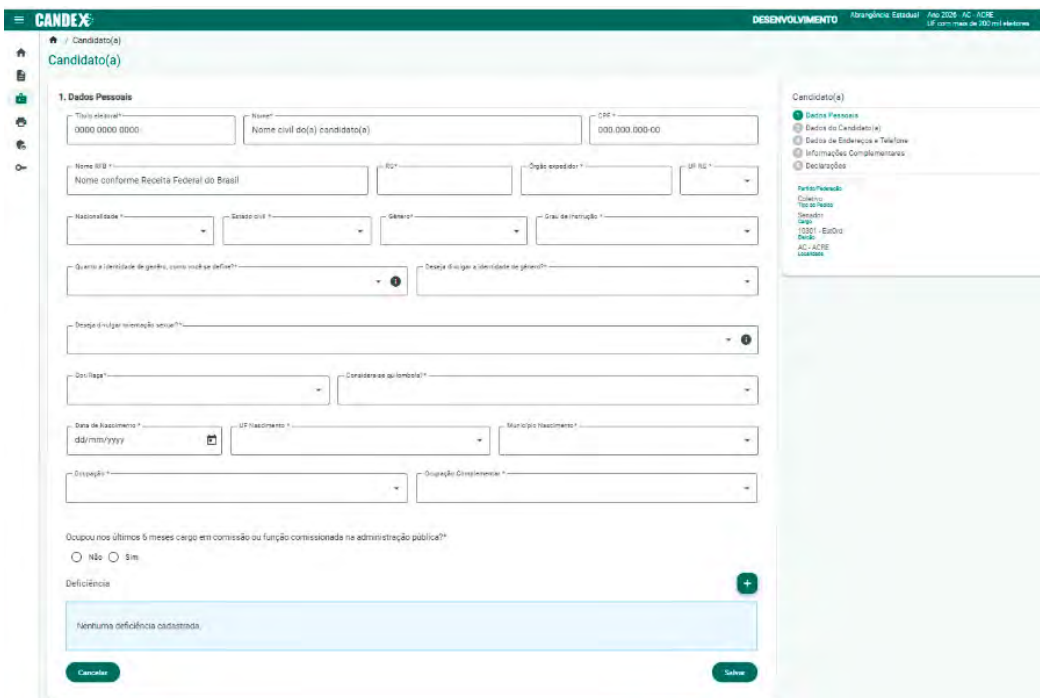 CANDEX
DESENVOLVIMENTO
Abrangência: Estadual
Ano 2026 - AC - ACRE
UF com mais de 200 mil eleitores
/ Candidato(a)
Candidato(a)
1. Dados Pessoais
Título eleitoral*
Nome*
CPF *
0000 0000 0000
Nome civil do(a) candidato(a)
000.000.000-00
Nome RFB *
RG*
Órgão expedidor *
UF RG *
Nome conforme Receita Federal do Brasil
Nacionalidade *
Estado civil *
Gênero*
Grau de Instrução *
Quanto a identidade de gênero, como você se define?*
Deseja divulgar a identidade de gênero?*
Deseja divulgar orientação sexual?*
Cor/Raça*
Considera-se quilombola?*
Data de Nascimento *
UF Nascimento *
Município Nascimento*
dd/mm/yyyy
Ocupação *
Ocupação Complementar *
Ocupou nos últimos 6 meses cargo em comissão ou função comissionada na administração pública?*
Não
Sim
Deficiência
+
Nenhuma deficiência cadastrada.
Cancelar
Salvar
Candidato(a)
1 Dados Pessoais
Dados do Candidato(a)
Dados de Endereços e Telefone
Informações Complementares
Declarações
Partido/Federação
Coletivo
Tipo do Pedido
Senador
Cargo
10301 - EstOrd
Eleição
AC - ACRE
Localidade